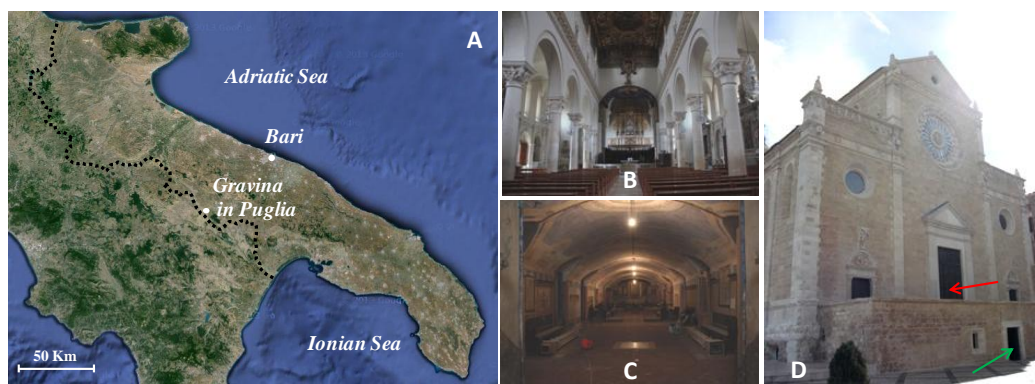 A
Adriatic Sea
Bari
Gravina
in Puglia
Ionian Sea
50 Km
B
C
D